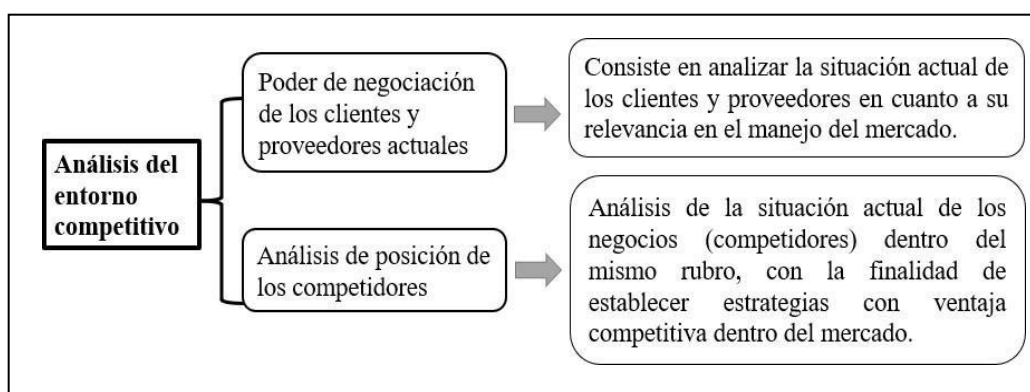 Análisis del
entorno
competitivo
Poder de negociación
de los clientes y
proveedores actuales
Consiste en analizar la situación actual de
los clientes y proveedores en cuanto a su
relevancia en el manejo del mercado.
Análisis de posición de
los competidores
Análisis de la situación actual de los
negocios (competidores) dentro del
mismo rubro, con la finalidad de
establecer estrategias con ventaja
competitiva dentro del mercado.